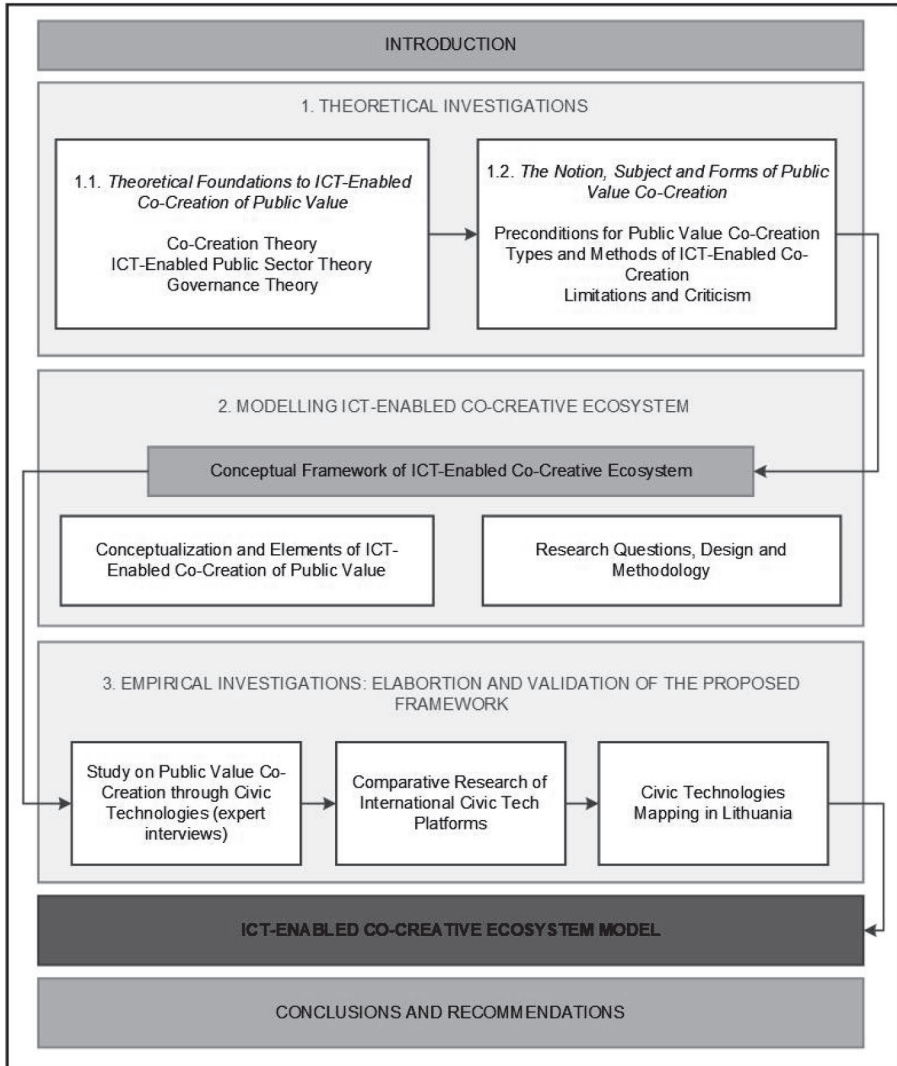 INTRODUCTION
1. THEORETICAL INVESTIGATIONS
1.1. Theoretical Foundations to ICT-Enabled
Co-Creation of Public Value
Co-Creation Theory
ICT-Enabled Public Sector Theory
Governance Theory
1.2. The Notion, Subject and Forms of Public
Value Co-Creation
Preconditions for Public Value Co-Creation
Types and Methods of ICT-Enabled Co-
Creation
Limitations and Criticism
2. MODELLING ICT-ENABLED CO-CREATIVE ECOSYSTEM
Conceptual Framework of ICT-Enabled Co-Creative Ecosystem
Conceptualization and Elements of ICT-
Enabled Co-Creation of Public Value
Research Questions, Design and
Methodology
3. EMPIRICAL INVESTIGATIONS: ELABORTION AND VALIDATION OF THE PROPOSED
FRAMEWORK
Study on Public Value Co-
Creation through Civic
Technologies (expert
interviews)
Comparative Research of
International Civic Tech
Platforms
Civic Technologies
Mapping in Lithuania
ICT-ENABLED CO-CREATIVE ECOSYSTEM MODEL
CONCLUSIONS AND RECOMMENDATIONS